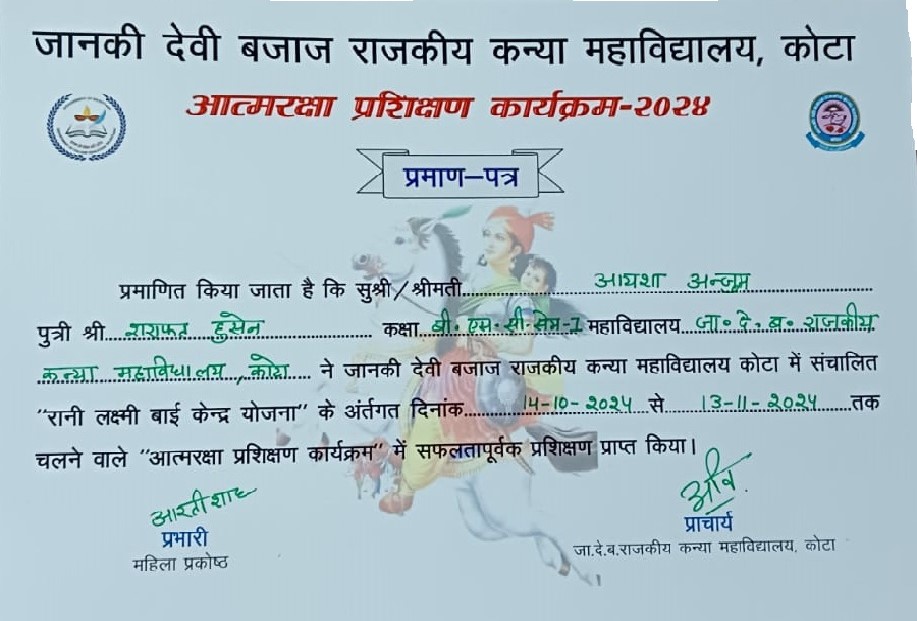 जानकी देवी बजाज राजकीय कन्या महाविद्यालय, कोटा
आत्मरक्षा प्रशिक्षण कार्यक्रम-२०२४
प्रमाण-पत्र
प्रमाणित किया जाता है कि सुश्री/श्रीमती आयशा अन्जुम
पुत्री श्री शराफत हुसेन कक्षा बी॰ एस॰ सी॰ सेम-1 महाविद्यालय जा॰ दे॰ ब॰ राजकीय
कन्या महाविधालय, कोटा ने जानकी देवी बजाज राजकीय कन्या महाविद्यालय कोटा में संचालित
"रानी लक्ष्मी बाई केन्द्र योजना" के अंर्तगत दिनांक 14-10-2024 से 13-11-2024 तक
चलने वाले "आत्मरक्षा प्रशिक्षण कार्यक्रम" में सफलतापूर्वक प्रशिक्षण प्राप्त किया।
आरती शाह
प्रभारी
महिला प्रकोष्ठ
प्राचार्य
जा.दे.ब.राजकीय कन्या महाविद्यालय, कोटा